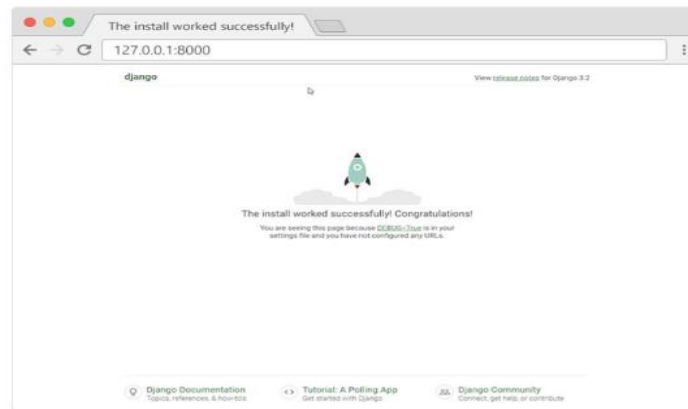 The install worked successfully!
127.0.0.1:8000
django
View release notes for Django 3.2
The install worked successfully! Congratulations!
You are seeing this page because DEBUG=True is in your
settings file and you have not configured any URLs.
Django Documentation
Topics, references, & how-to's
Tutorial: A Polling App
Get started with Django
Django Community
Connect, get help, or contribute